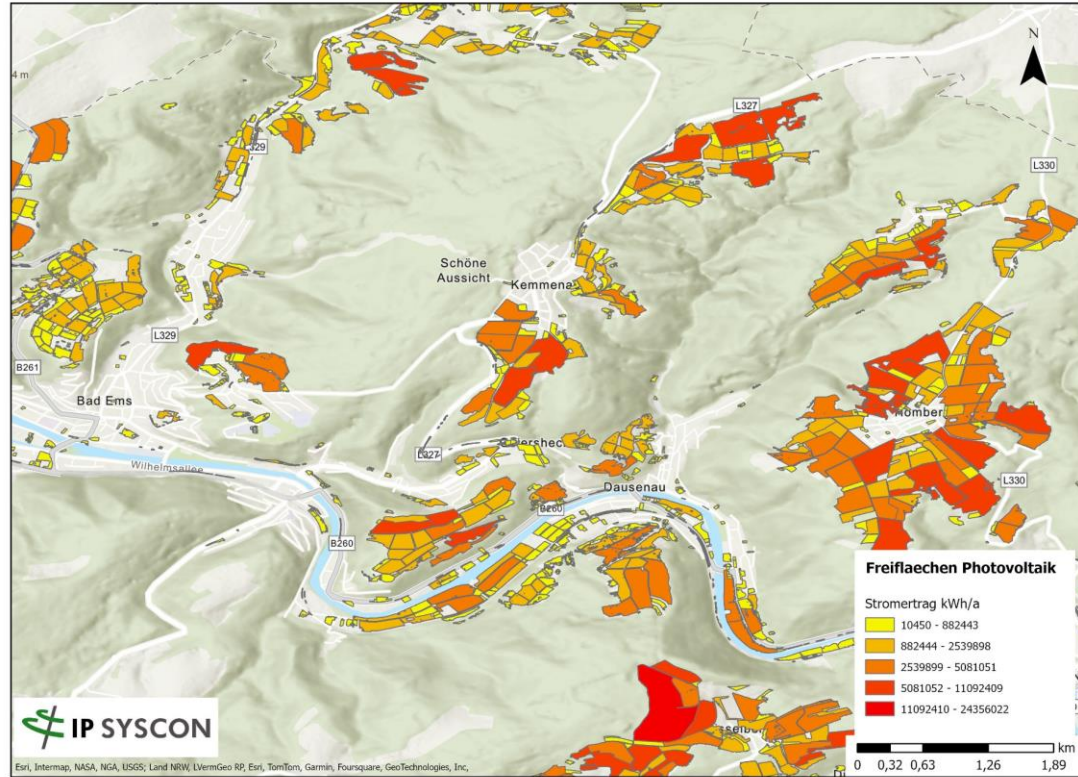 4 m
N
L327
L329
L330
Schöne
Aussicht
Kemmena
L329
B261
Bad Ems
L327
Wilhelmsallee
Dausenau
B260
B260
L330
Freiflaechen Photovoltaik
Stromertrag kWh/a
10450 - 882443
882444 - 2539898
2539899 - 5081051
5081052 - 11092409
11092410 - 24356022
IP SYSCON
km
0 0,32 0,63 1,26 1,89
Esri, Intermap, NASA, NGA, USGS; Land NRW, LVermGeo RP, Esri, TomTom, Garmin, Foursquare, GeoTechnologies, Inc,